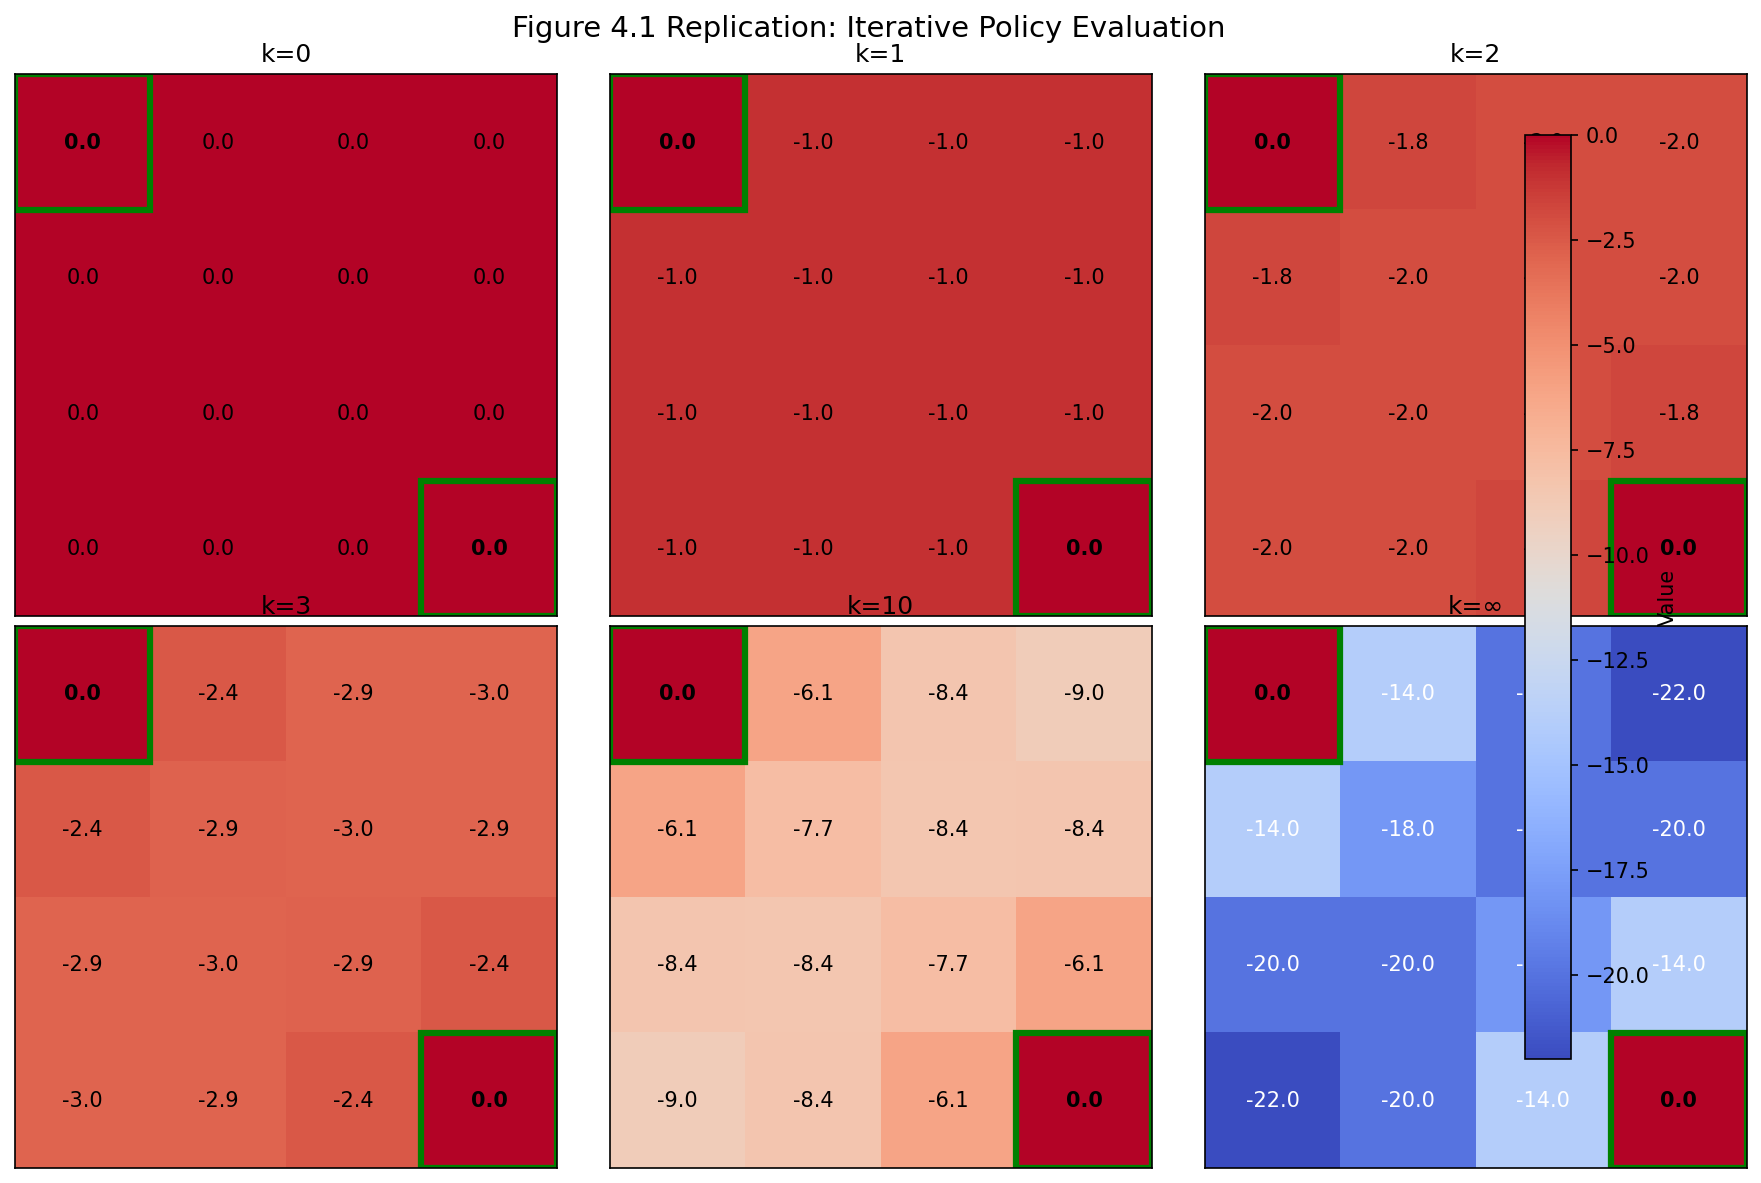 Figure 4.1 Replication: Iterative Policy Evaluation
k=0
0.0 0.0 0.0 0.0
0.0 0.0 0.0 0.0
0.0 0.0 0.0 0.0
0.0 0.0 0.0 0.0
k=1
0.0 -1.0 -1.0 -1.0
-1.0 -1.0 -1.0 -1.0
-1.0 -1.0 -1.0 -1.0
-1.0 -1.0 -1.0 0.0
k=2
0.0 -1.8 -2.0
-1.8 -2.0 -2.0
-2.0 -2.0 -1.8
-2.0 -2.0 0.0
k=3
0.0 -2.4 -2.9 -3.0
-2.4 -2.9 -3.0 -2.9
-2.9 -3.0 -2.9 -2.4
-3.0 -2.9 -2.4 0.0
k=10
0.0 -6.1 -8.4 -9.0
-6.1 -7.7 -8.4 -8.4
-8.4 -8.4 -7.7 -6.1
-9.0 -8.4 -6.1 0.0
k=∞
0.0 -14.0 -22.0
-14.0 -18.0 -20.0
-20.0 -20.0 -14.0
-22.0 -20.0 -14.0 0.0
0.0
−2.5
−5.0
−7.5
−10.0
−12.5
−15.0
−17.5
−20.0
Value